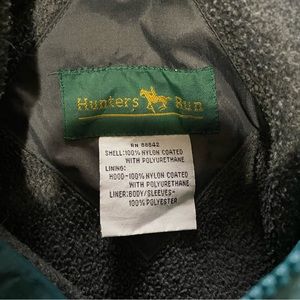 Hunters Run
RN 88842
SHELL:100% NYLON COATED
WITH POLYURETHANE.
LINING:
HOOD-100% NYLON COATED
WITH POLYURETHANE.
LINER:BODY/SLEEVES-
100% POLYESTER